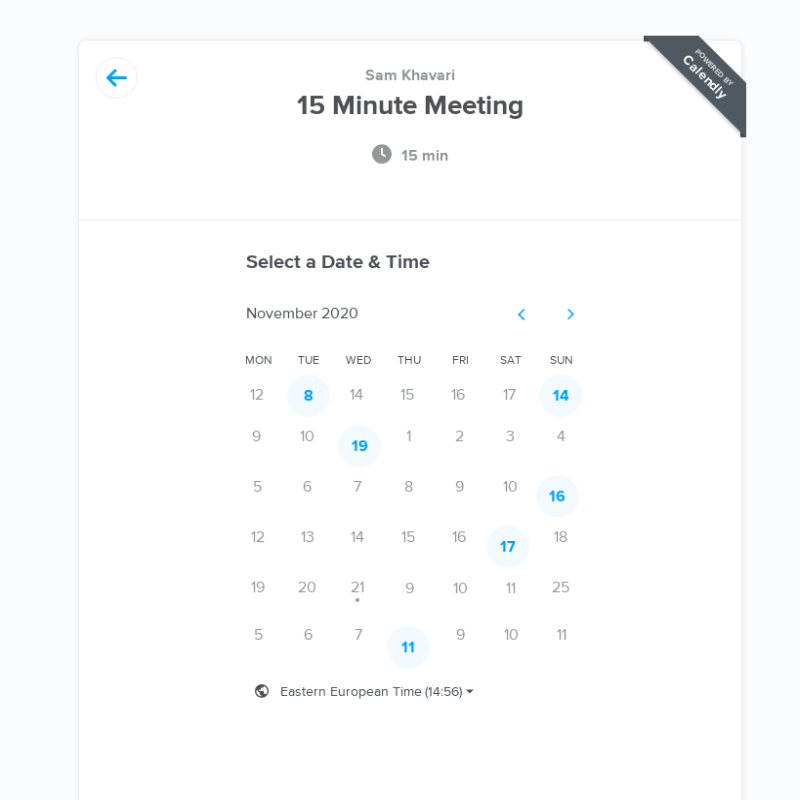 POWERED BY
Calendly
Sam Khavari
15 Minute Meeting
15 min
Select a Date & Time
November 2020
MON TUE WED THU FRI SAT SUN
12 8 14 15 16 17 14
9 10 19 1 2 3 4
5 6 7 8 9 10 16
12 13 14 15 16 17 18
19 20 21 9 10 11 25
5 6 7 11 9 10 11
Eastern European Time (14:56)